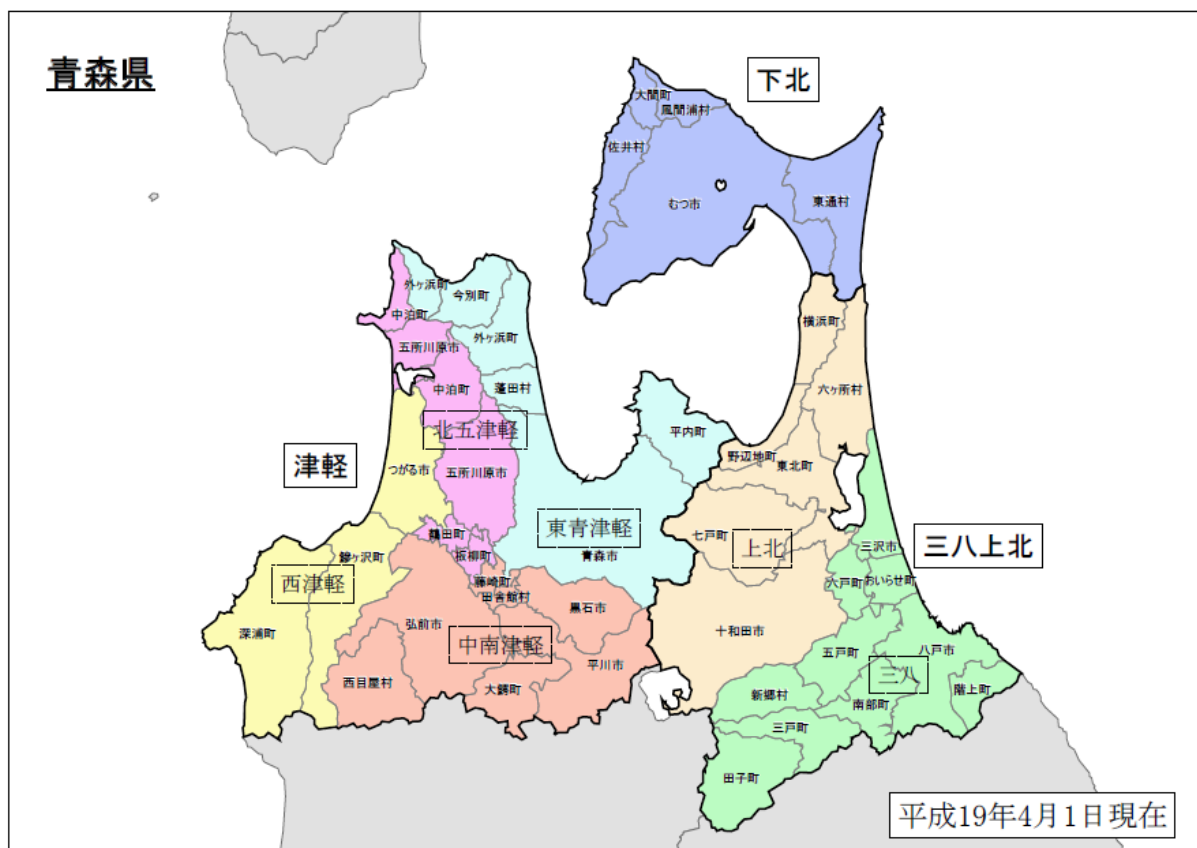 青森県
下北
大間町
風間浦村
佐井村
むつ市
東通村
外ヶ浜町
今別町
中泊町
横浜町
五所川原市
外ヶ浜町
中泊町
蓬田村
六ヶ所村
北五津軽
平内町
野辺地町
東北町
津軽
つがる市
五所川原市
東青津軽
青森市
七戸町
上北
三八上北
鶴田町
板柳町
三沢市
鰺ヶ沢町
西津軽
藤崎町
田舎館村
六戸町
おいらせ町
黒石市
深浦町
弘前市
中南津軽
平川市
十和田市
五戸町
八戸市
三八
西目屋村
大鰐町
新郷村
南部町
階上町
三戸町
田子町
平成19年4月1日現在